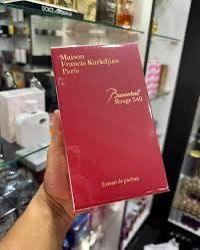 Maison
Francis Kurkdjian
Paris
Baccarat
Rouge 540
Extrait de parfum